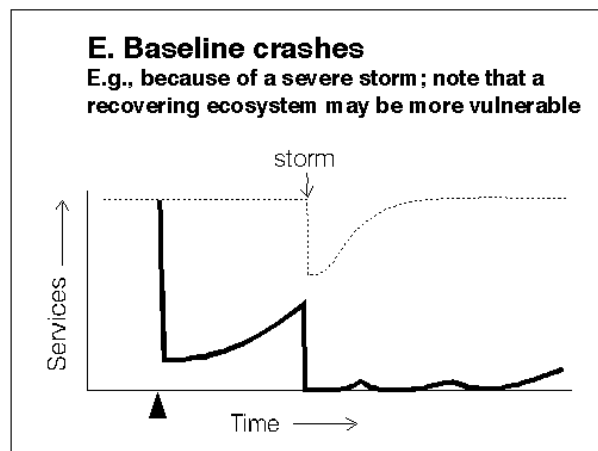 E. Baseline crashes
E.g., because of a severe storm; note that a
recovering ecosystem may be more vulnerable
storm
Services
Time